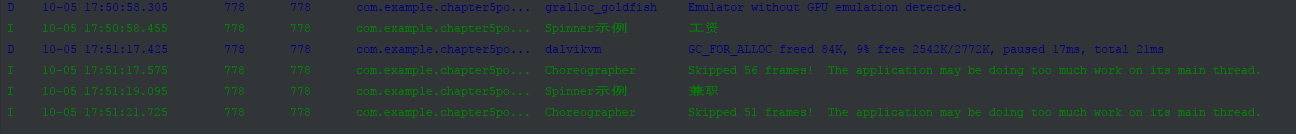 D 10-05 17:50:58.305 778 778 com.example.chapter5po... gralloc_goldfish Emulator without GPU emulation detected.
I 10-05 17:50:58.455 778 778 com.example.chapter5po... Spinner示例 工资
D 10-05 17:51:17.425 778 778 com.example.chapter5po... dalvikvm GC_FOR_ALLOC freed 84K, 9% free 2542K/2772K, paused 17ms, total 21ms
I 10-05 17:51:17.575 778 778 com.example.chapter5po... Choreographer Skipped 56 frames!  The application may be doing too much work on its main thread.
I 10-05 17:51:19.095 778 778 com.example.chapter5po... Spinner示例 兼职
I 10-05 17:51:21.725 778 778 com.example.chapter5po... Choreographer Skipped 51 frames!  The application may be doing too much work on its main thread.